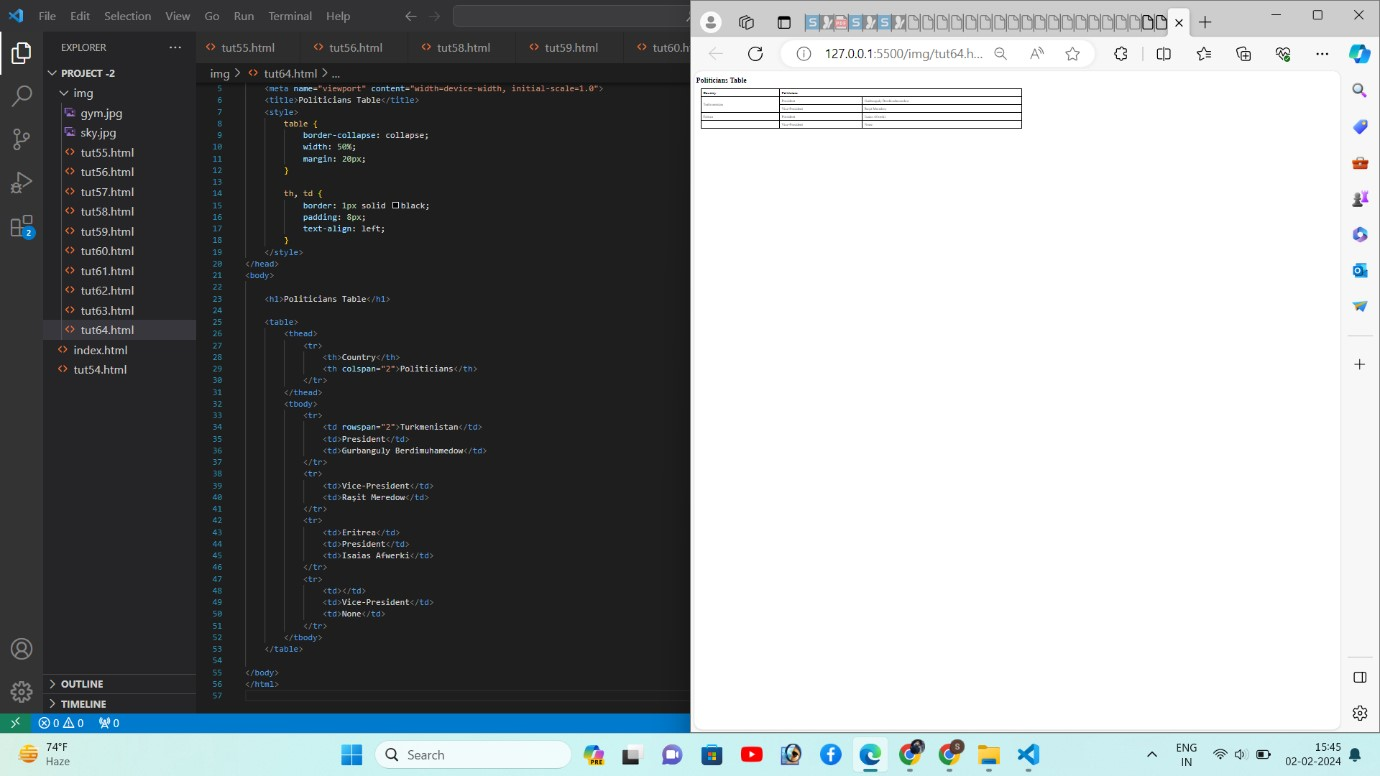 File Edit Selection View Go Run Terminal Help
EXPLORER
PROJECT -2
img
gym.jpg
sky.jpg
tut55.html
tut56.html
tut57.html
tut58.html
tut59.html
tut60.html
tut61.html
tut62.html
tut63.html
tut64.html
index.html
tut54.html
OUTLINE
TIMELINE
2
tut55.html tut56.html tut58.html tut59.html tut60.h
img > tut64.html > ...
5 <meta name="viewport" content="width=device-width, initial-scale=1.0">
6 <title>Politicians Table</title>
7 <style>
8 table {
9 border-collapse: collapse;
10 width: 50%;
11 margin: 20px;
12 }
13
14 th, td {
15 border: 1px solid black;
16 padding: 8px;
17 text-align: left;
18 }
19 </style>
20 </head>
21 <body>
22
23 <h1>Politicians Table</h1>
24
25 <table>
26 <thead>
27 <tr>
28 <th>Country</th>
29 <th colspan="2">Politicians</th>
30 </tr>
31 </thead>
32 <tbody>
33 <tr>
34 <td rowspan="2">Turkmenistan</td>
35 <td>President</td>
36 <td>Gurbanguly Berdimuhamedow</td>
37 </tr>
38 <tr>
39 <td>Vice-President</td>
40 <td>Raşit Meredow</td>
41 </tr>
42 <tr>
43 <td>Eritrea</td>
44 <td>President</td>
45 <td>Isaias Afwerki</td>
46 </tr>
47 <tr>
48 <td></td>
49 <td>Vice-President</td>
50 <td>None</td>
51 </tr>
52 </tbody>
53 </table>
54
55 </body>
56 </html>
57
0 0 0
127.0.0.1:5500/img/tut64.h...
Politicians Table
Country Politicians
74°F
Haze
Search
PRE
ENG
IN
15:45
02-02-2024